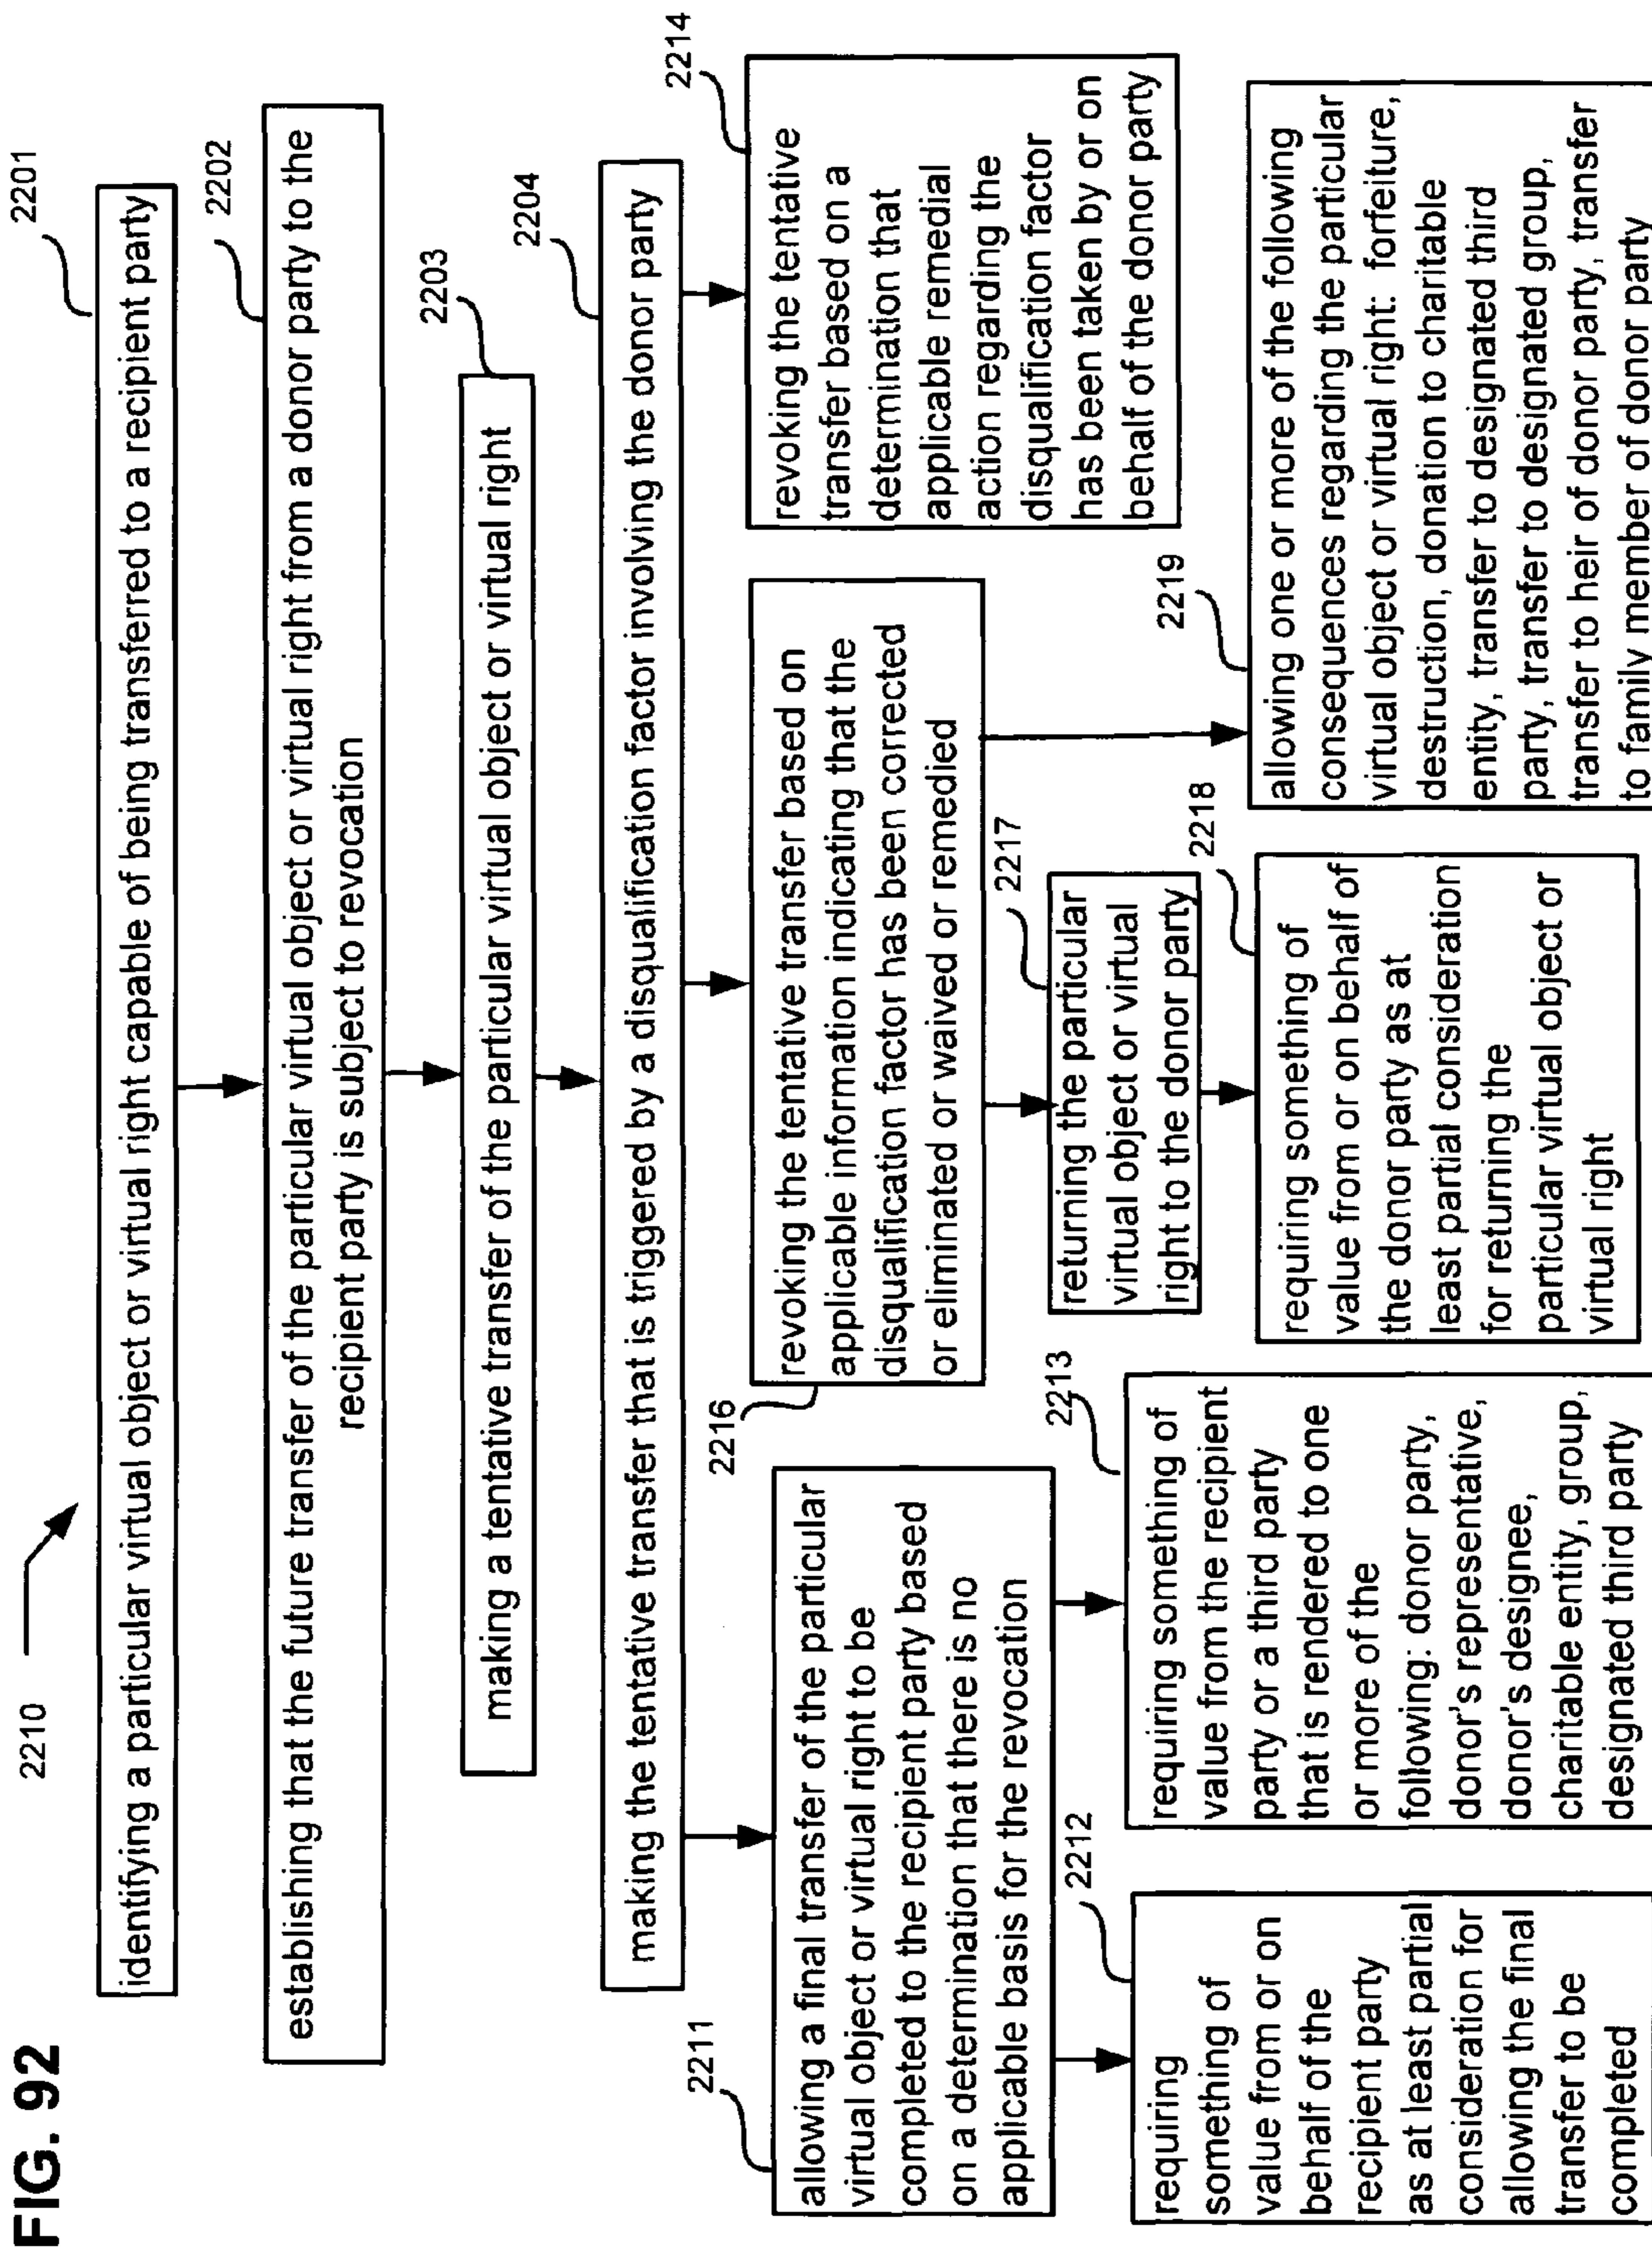 FIG. 92
2210
2201
identifying a particular virtual object or virtual right capable of being transferred to a recipient party
2202
establishing that the future transfer of the particular virtual object or virtual right from a donor party to the
recipient party is subject to revocation
2203
making a tentative transfer of the particular virtual object or virtual right
2204
making the tentative transfer that is triggered by a disqualification factor involving the donor party
2211
allowing a final transfer of the particular
virtual object or virtual right to be
completed to the recipient party based
on a determination that there is no
applicable basis for the revocation
2216
revoking the tentative transfer based on
applicable information indicating that the
disqualification factor has been corrected
or eliminated or waived or remedied
2214
revoking the tentative
transfer based on a
determination that
applicable remedial
action regarding the
disqualification factor
has been taken by or on
behalf of the donor party
2212
requiring
something of
value from or on
behalf of the
recipient party
as at least partial
consideration for
allowing the final
transfer to be
completed
2213
requiring something of
value from the recipient
party or a third party
that is rendered to one
or more of the
following: donor party,
donor's representative,
donor's designee,
charitable entity, group,
designated third party
2217
returning the particular
virtual object or virtual
right to the donor party
2218
requiring something of
value from or on behalf of
the donor party as at
least partial consideration
for returning the
particular virtual object or
virtual right
2219
allowing one or more of the following
consequences regarding the particular
virtual object or virtual right: forfeiture,
destruction, donation to charitable
entity, transfer to designated third
party, transfer to designated group,
transfer to heir of donor party, transfer
to family member of donor party